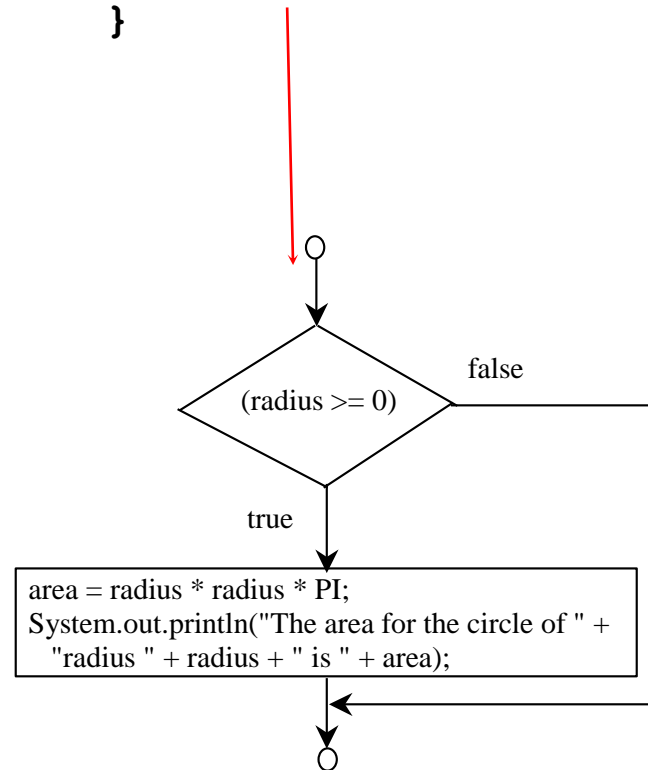 }
(radius >= 0)
false
true
area = radius * radius * PI;
System.out.println("The area for the circle of " +
"radius " + radius + " is " + area);